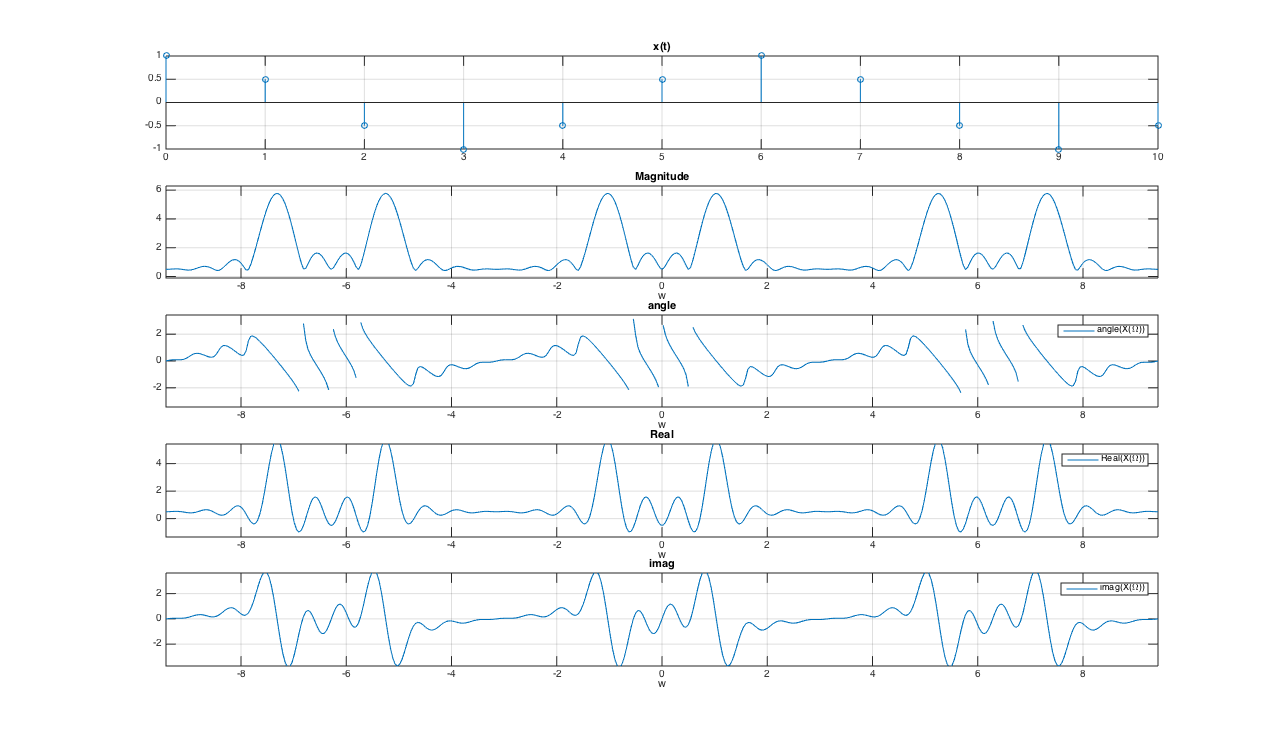 x(t)
1
0.5
0
-0.5
-1
0 1 2 3 4 5 6 7 8 9 10
Magnitude
6
4
2
0
-8 -6 -4 -2 0 2 4 6 8
w
angle
angle(X(Ω))
2
0
-2
-8 -6 -4 -2 0 2 4 6 8
w
Real
Real(X(Ω))
4
2
0
-8 -6 -4 -2 0 2 4 6 8
w
imag
imag(X(Ω))
2
0
-2
-8 -6 -4 -2 0 2 4 6 8
w